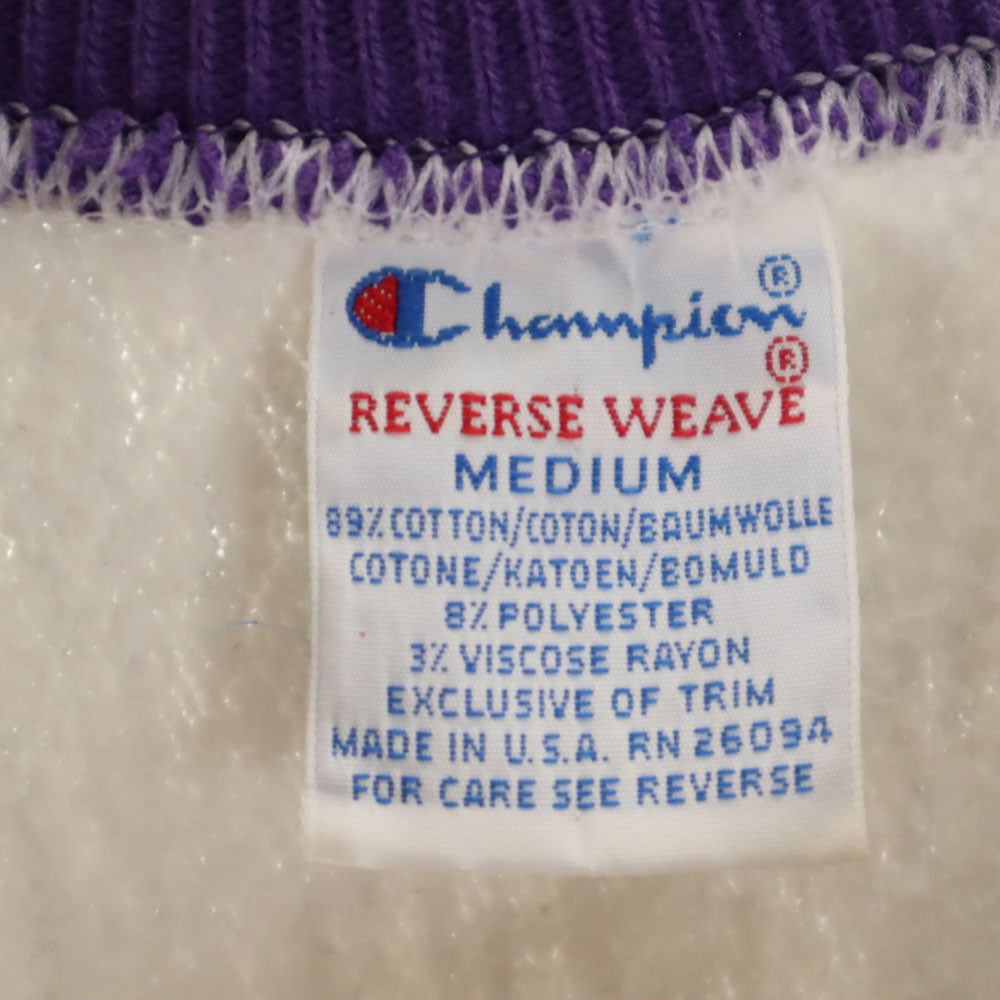 Champion®
REVERSE WEAVE®
MEDIUM
89% COTTON/COTON/BAUMWOLLE
COTONE/KATOEN/BOMULD
8% POLYESTER
3% VISCOSE RAYON
EXCLUSIVE OF TRIM
MADE IN U.S.A. RN 26094
FOR CARE SEE REVERSE